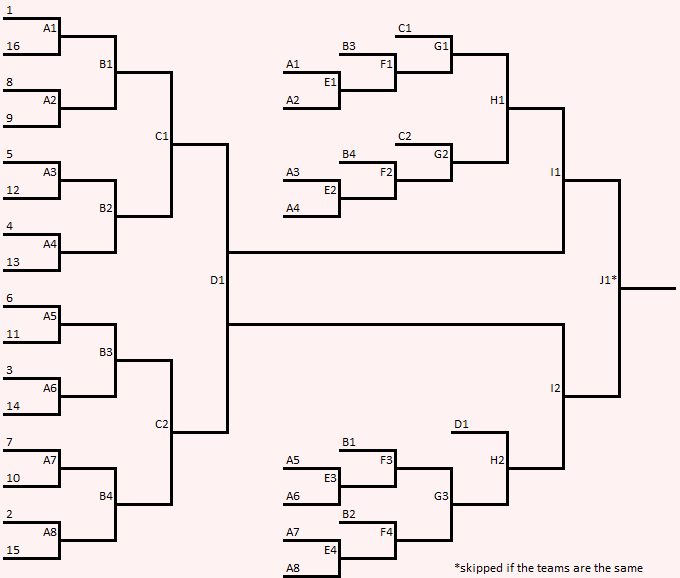 1
C1
A1
16
B3
G1
A1
F1
B1
8
E1
A2
A2
H1
9
C1
C2
5
B4
G2
A3
A3
F2
I1
12
E2
B2
A4
4
A4
13
D1
J1*
6
A5
11
B3
3
A6
I2
14
C2
D1
7
B1
A7
A5
F3
H2
10
E3
B4
A6
G3
2
B2
A8
A7
F4
15
E4
A8
*skipped if the teams are the same